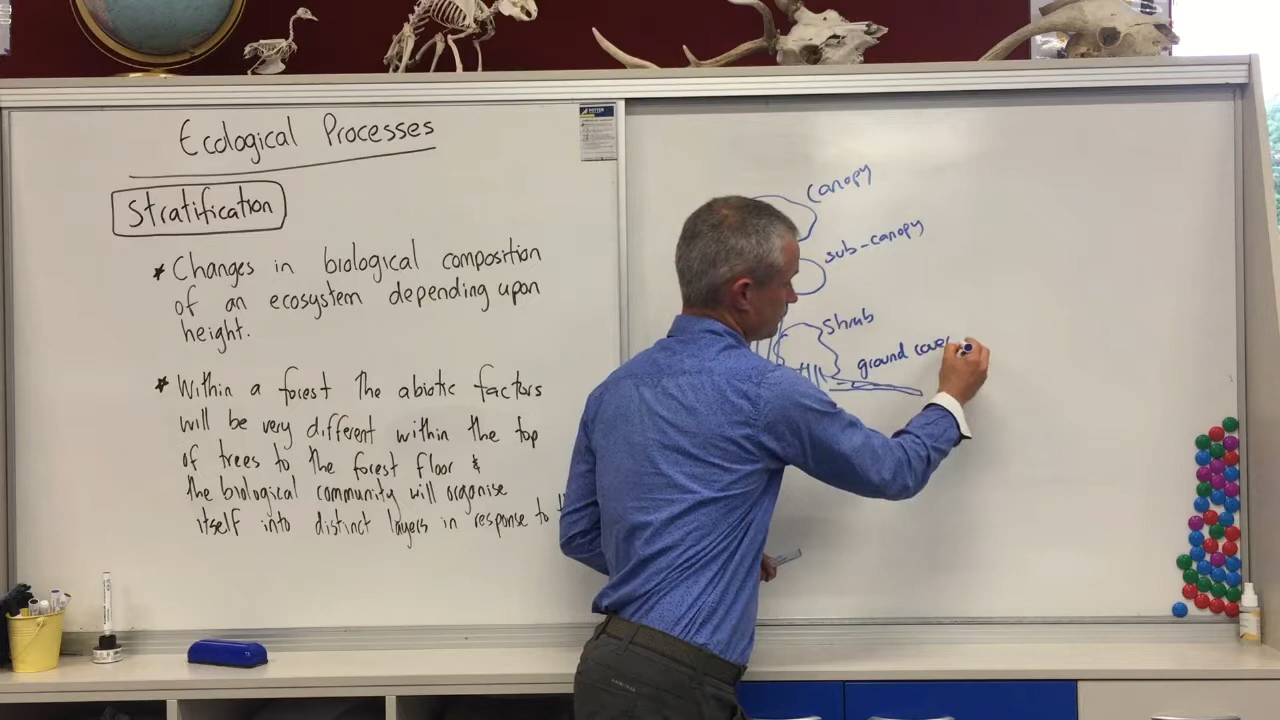 Ecological Processes
Stratification
* Changes in biological composition
of an ecosystem depending upon
height.
* Within a forest the abiotic factors
will be very different within the top
of trees to the forest floor &
the biological community will organise
itself into distinct layers in response to
canopy
sub-canopy
Shrub
ground cover